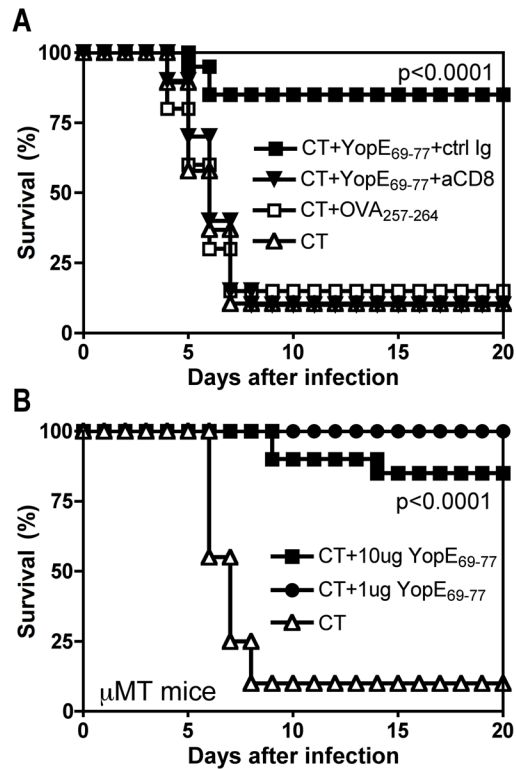 A
100
75
50
25
0
Survival (%)
p<0.0001
CT+YopE69-77+ctrl Ig
CT+YopE69-77+aCD8
CT+OVA257-264
CT
0 5 10 15 20
Days after infection
B
100
75
50
25
0
Survival (%)
p<0.0001
CT+10ug YopE69-77
CT+1ug YopE69-77
CT
μMT mice
0 5 10 15 20
Days after infection